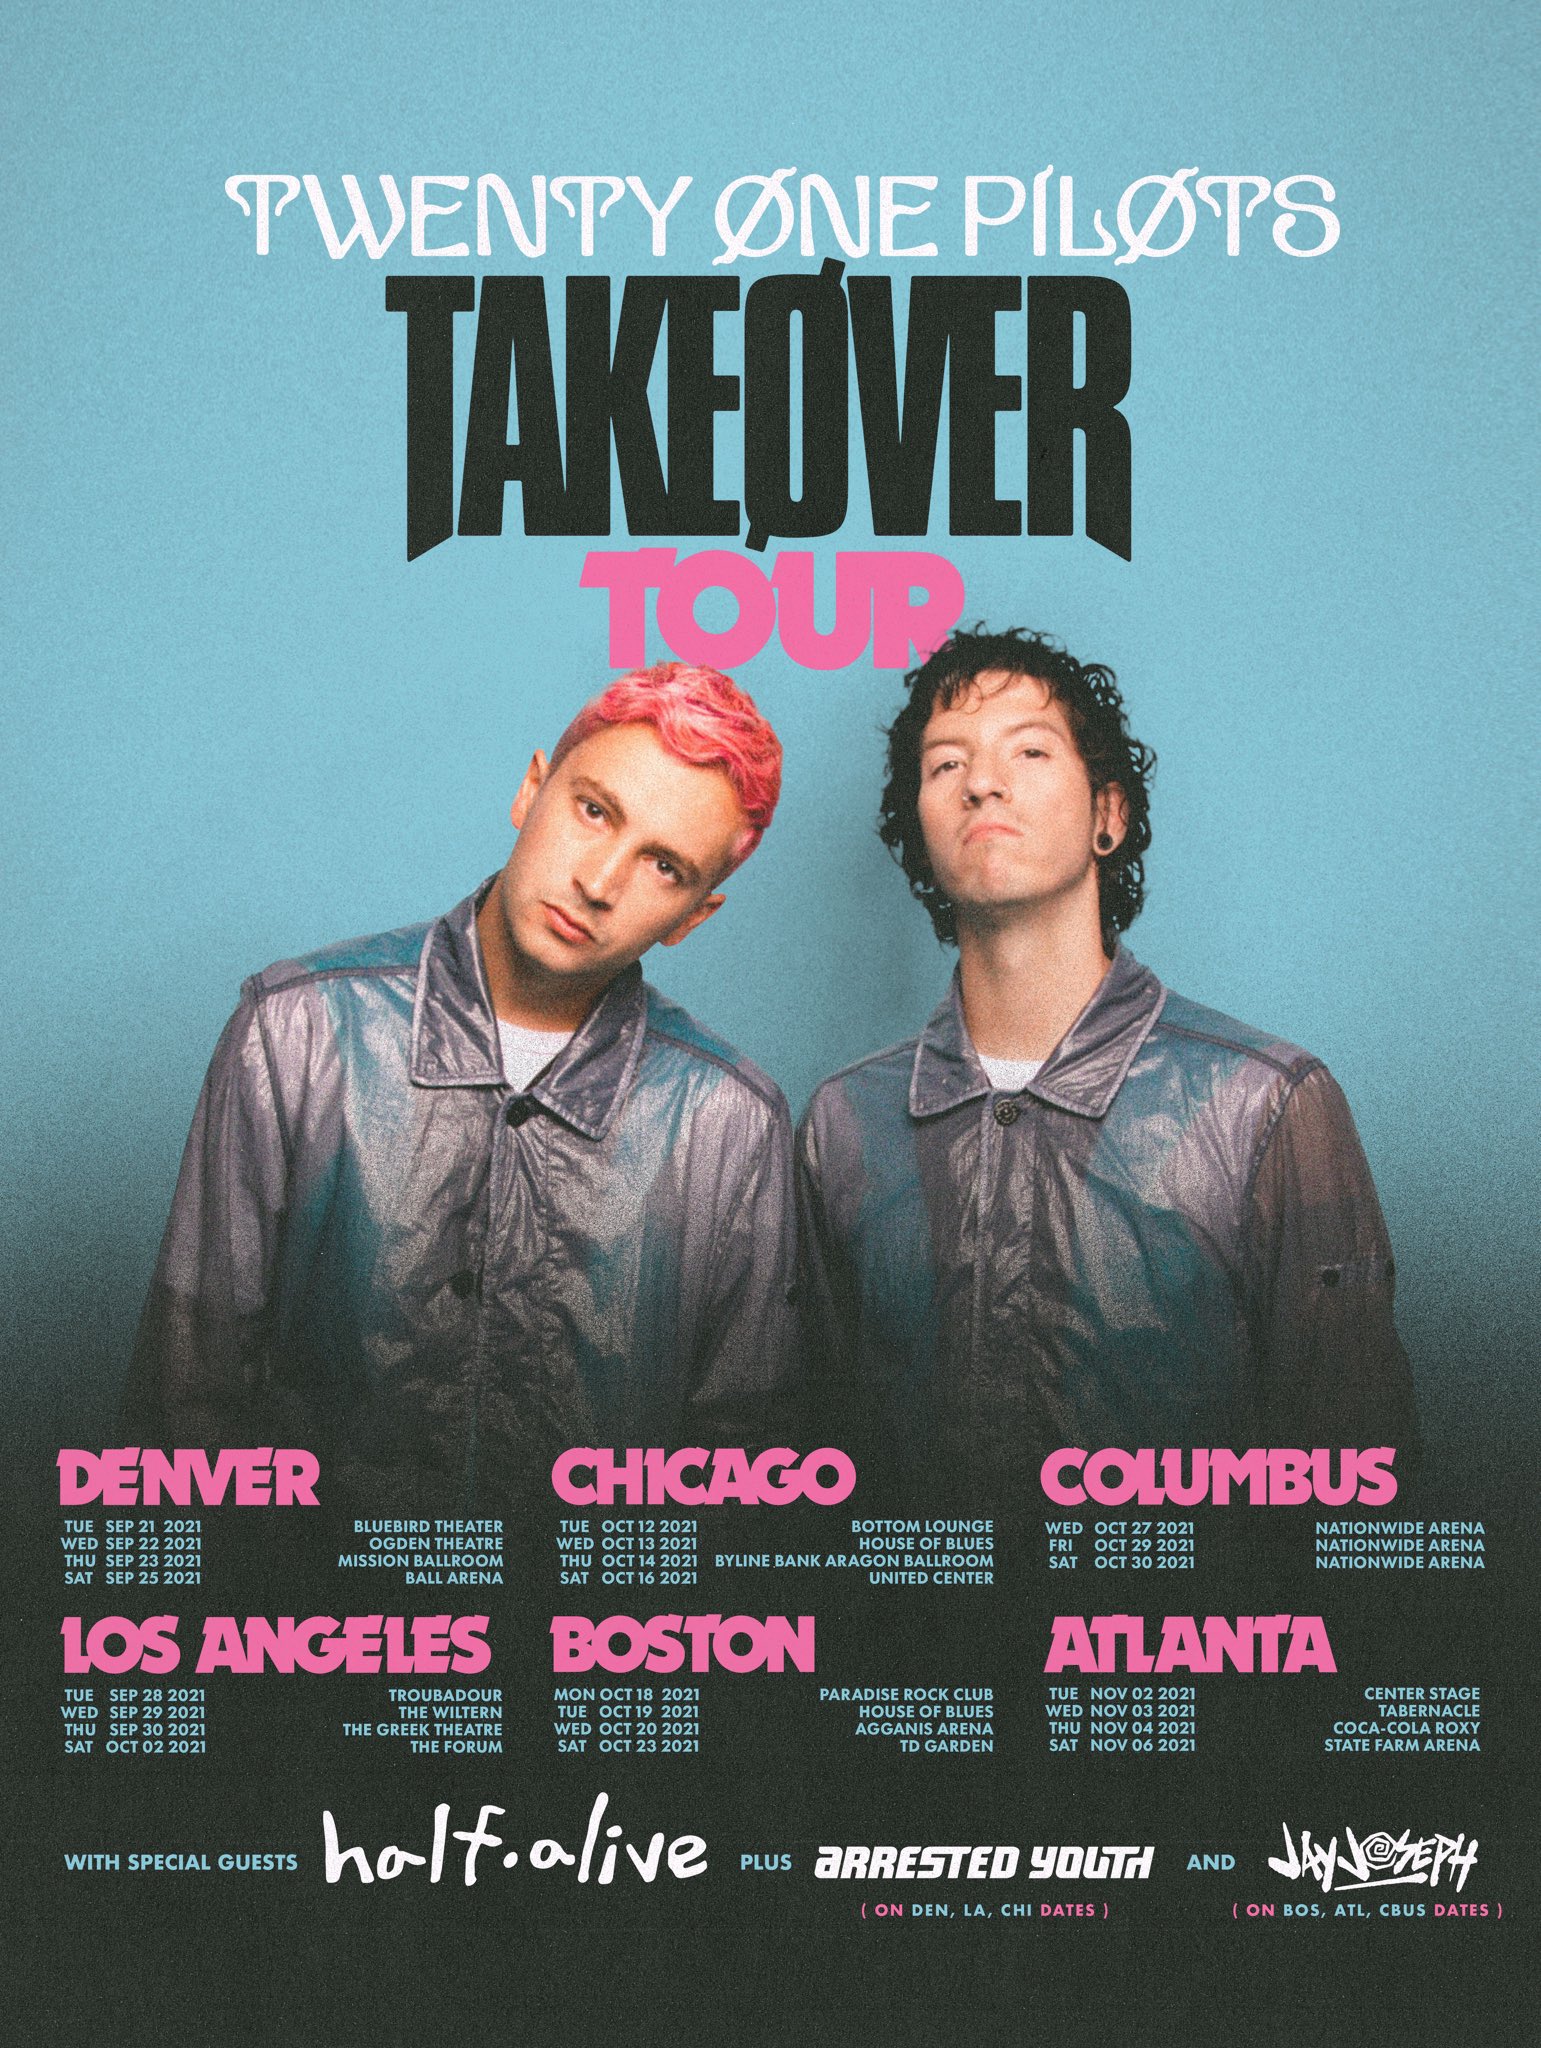 TWENTY ØNE PILØTS
TAKEØVER
TOUR
DENVER
TUE SEP 21 2021 BLUEBIRD THEATER
WED SEP 22 2021 OGDEN THEATRE
THU SEP 23 2021 MISSION BALLROOM
SAT SEP 25 2021 BALL ARENA
CHICAGO
TUE OCT 12 2021 BOTTOM LOUNGE
WED OCT 13 2021 HOUSE OF BLUES
THU OCT 14 2021 BYLINE BANK ARAGON BALLROOM
SAT OCT 16 2021 UNITED CENTER
COLUMBUS
WED OCT 27 2021 NATIONWIDE ARENA
FRI OCT 29 2021 NATIONWIDE ARENA
SAT OCT 30 2021 NATIONWIDE ARENA
LOS ANGELES
TUE SEP 28 2021 TROUBADOUR
WED SEP 29 2021 THE WILTERN
THU SEP 30 2021 THE GREEK THEATRE
SAT OCT 02 2021 THE FORUM
BOSTON
MON OCT 18 2021 PARADISE ROCK CLUB
TUE OCT 19 2021 HOUSE OF BLUES
WED OCT 20 2021 AGGANIS ARENA
SAT OCT 23 2021 TD GARDEN
ATLANTA
TUE NOV 02 2021 CENTER STAGE
WED NOV 03 2021 TABERNACLE
THU NOV 04 2021 COCA-COLA ROXY
SAT NOV 06 2021 STATE FARM ARENA
WITH SPECIAL GUESTS half·alive PLUS ARRESTED YOUTH AND JAY JOSEPH
( ON DEN, LA, CHI DATES ) ( ON BOS, ATL, CBUS DATES )